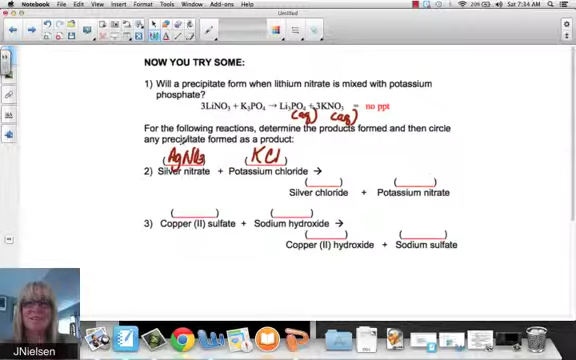 Notebook File Edit View Insert Format Tools Window Add-ons Help
Sat 7:34 AM
Untitled
NOW YOU TRY SOME:
1) Will a precipitate form when lithium nitrate is mixed with potassium
phosphate?
3LiNO₃ + K₃PO₄ → Li₃PO₄ + 3KNO₃ = no ppt
(aq) (aq)
For the following reactions, determine the products formed and then circle
any precipitate formed as a product:
AgNO₃ KCl
( ) ( )
2) Silver nitrate + Potassium chloride →
( ) ( )
Silver chloride + Potassium nitrate
( ) ( )
3) Copper (II) sulfate + Sodium hydroxide →
( ) ( )
Copper (II) hydroxide + Sodium sulfate
JNielsen